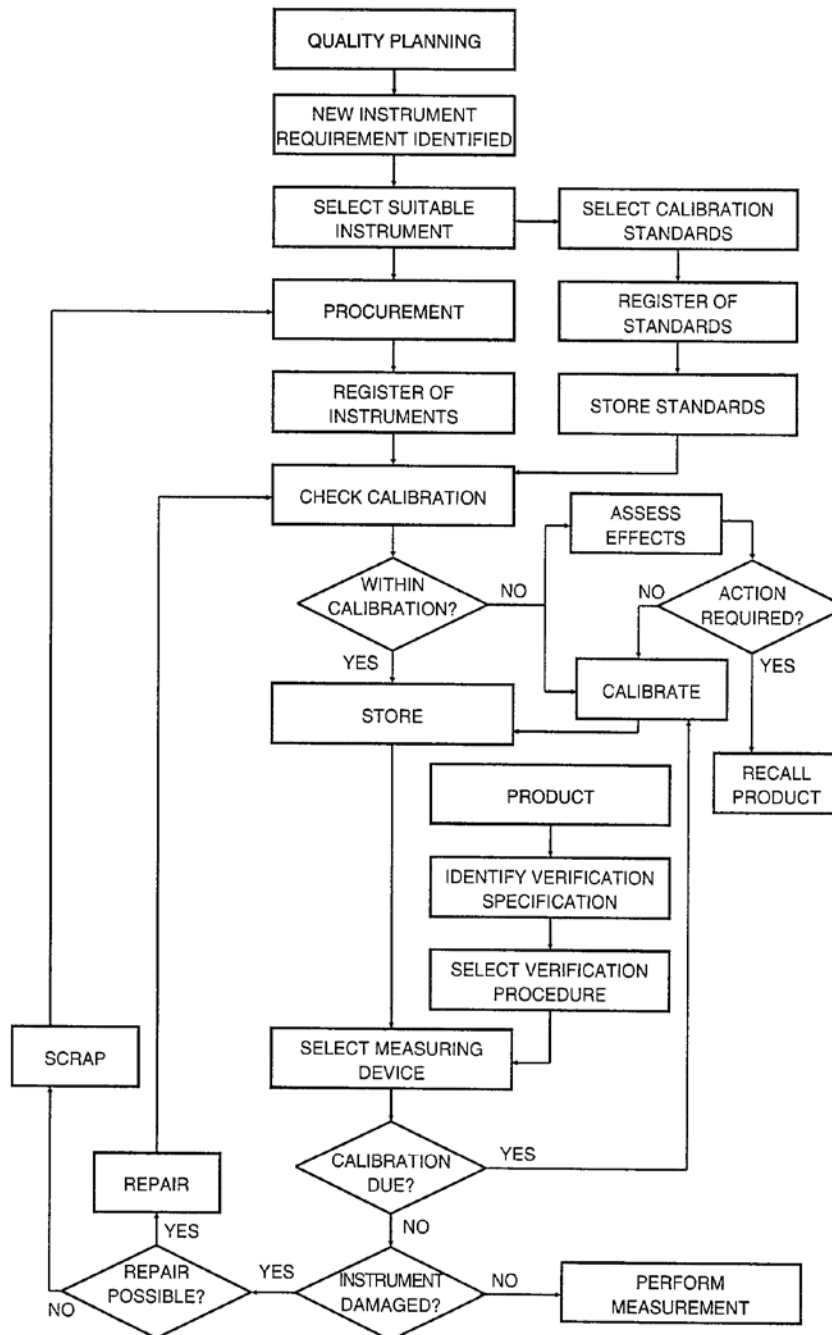 QUALITY PLANNING
NEW INSTRUMENT
REQUIREMENT IDENTIFIED
SELECT SUITABLE
INSTRUMENT
SELECT CALIBRATION
STANDARDS
PROCUREMENT
REGISTER OF
STANDARDS
REGISTER OF
INSTRUMENTS
STORE STANDARDS
CHECK CALIBRATION
ASSESS
EFFECTS
WITHIN
CALIBRATION?
NO
NO
ACTION
REQUIRED?
YES
YES
CALIBRATE
STORE
RECALL
PRODUCT
PRODUCT
IDENTIFY VERIFICATION
SPECIFICATION
SELECT VERIFICATION
PROCEDURE
SELECT MEASURING
DEVICE
SCRAP
CALIBRATION
DUE?
YES
REPAIR
NO
YES
REPAIR
POSSIBLE?
NO
YES
INSTRUMENT
DAMAGED?
NO
PERFORM
MEASUREMENT